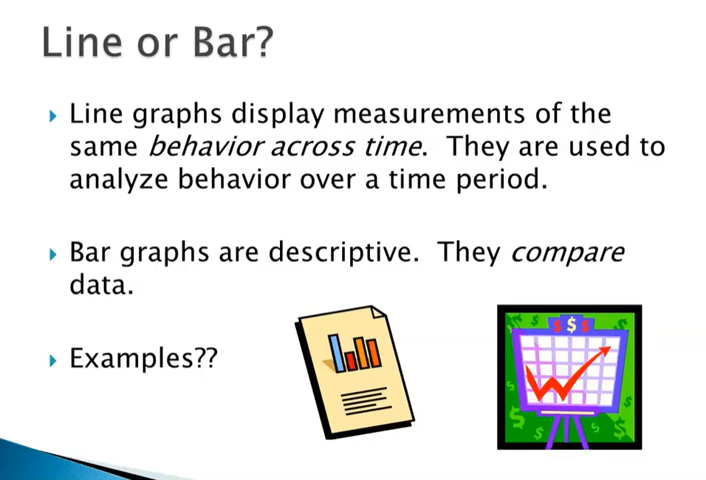 Line or Bar?
Line graphs display measurements of the
same behavior across time. They are used to
analyze behavior over a time period.
Bar graphs are descriptive. They compare
data.
Examples??
$ $ $
$
$
$
$
$
$
$
$